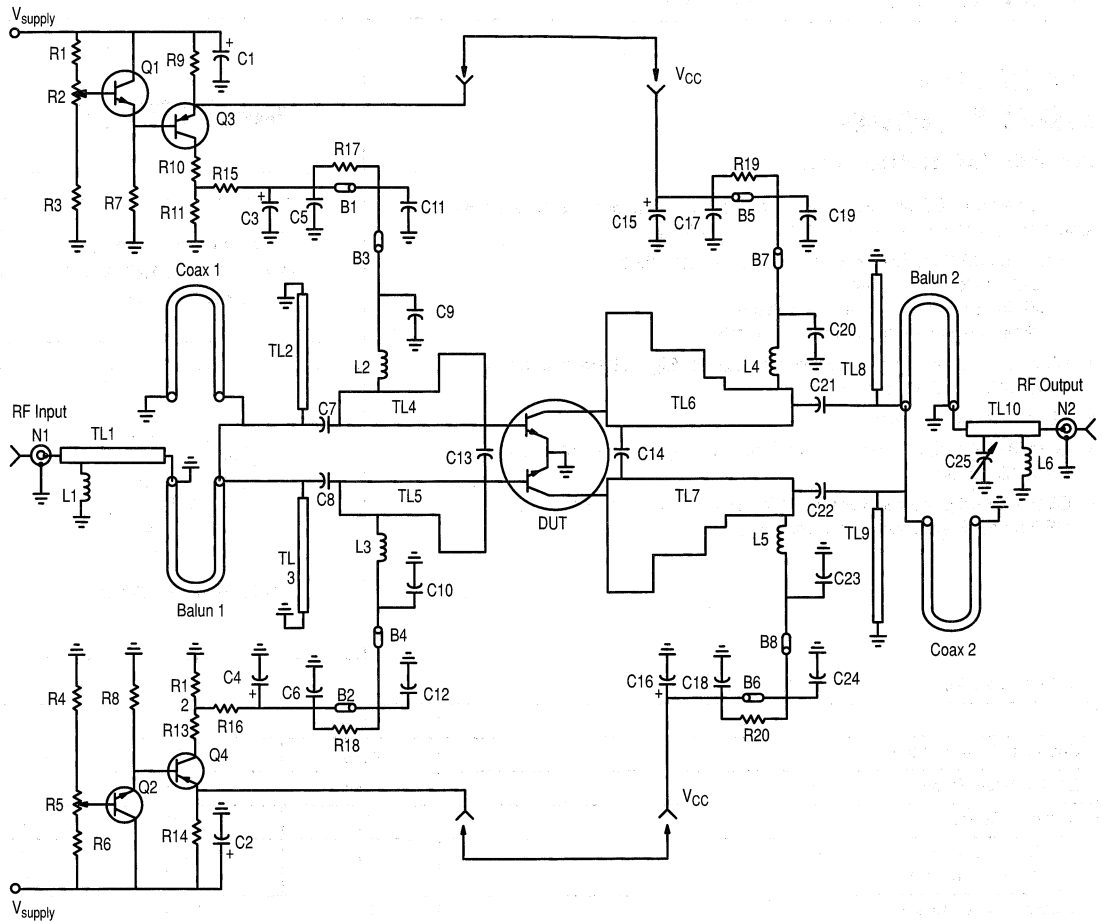 Vsupply
R1
R9
C1
Q1
VCC
R2
Q3
R17
R10
R19
R15
R3
R7
R11
C3
C5
B1
C11
C15
C17
B5
C19
B3
B7
Coax 1
Balun 2
C9
C20
TL2
L2
L4
TL8
C21
RF Input
N1
TL1
C7
TL4
TL6
RF Output
TL10
N2
C13
C14
C25
L6
L1
C8
TL5
TL7
C22
DUT
L3
L5
TL9
TL
3
C10
C23
Balun 1
B4
B8
Coax 2
R4
R8
R1
2
C4
C6
B2
C12
C16
C18
B6
C24
R16
R13
R18
R20
Q4
Q2
VCC
R5
R6
R14
C2
Vsupply